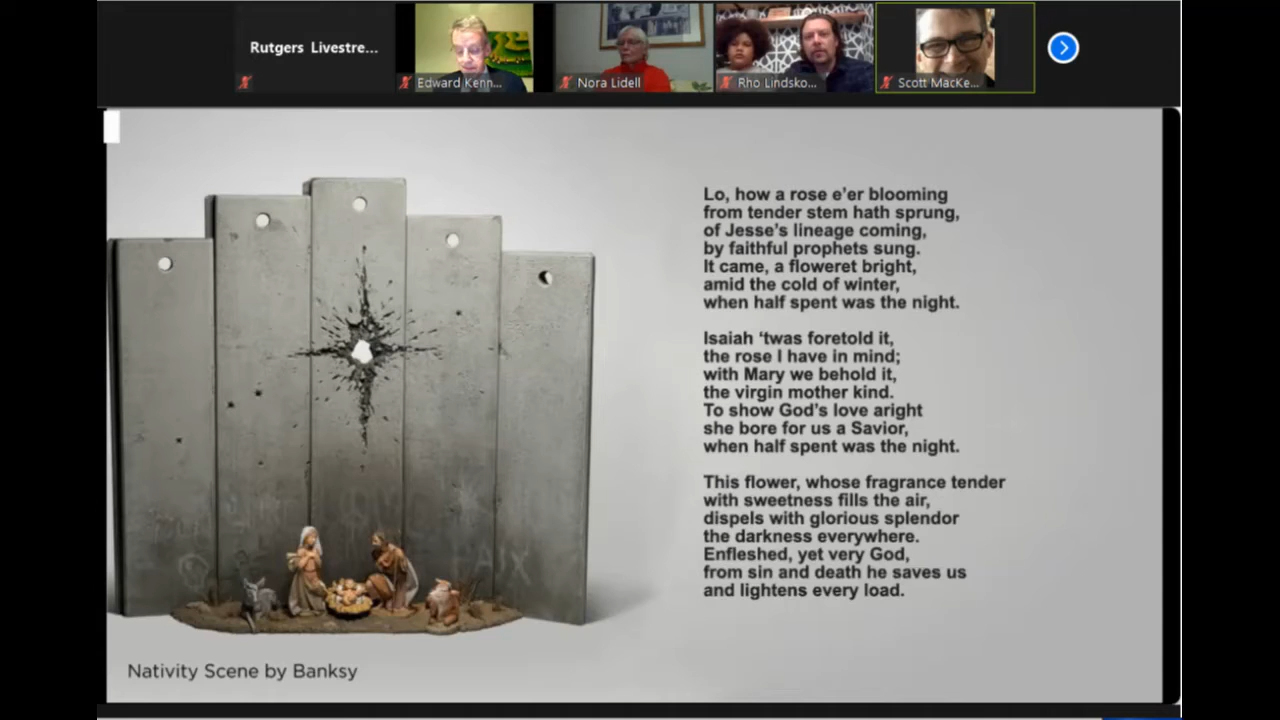 Rutgers Livestre...
Edward Kenn...
Nora Lidell
Rho Lindsko...
Scott MacKe...
Lo, how a rose e’er blooming
from tender stem hath sprung,
of Jesse’s lineage coming,
by faithful prophets sung.
It came, a floweret bright,
amid the cold of winter,
when half spent was the night.
Isaiah ‘twas foretold it,
the rose I have in mind;
with Mary we behold it,
the virgin mother kind.
To show God’s love aright
she bore for us a Savior,
when half spent was the night.
This flower, whose fragrance tender
with sweetness fills the air,
dispels with glorious splendor
the darkness everywhere.
Enfleshed, yet very God,
from sin and death he saves us
and lightens every load.
Nativity Scene by Banksy